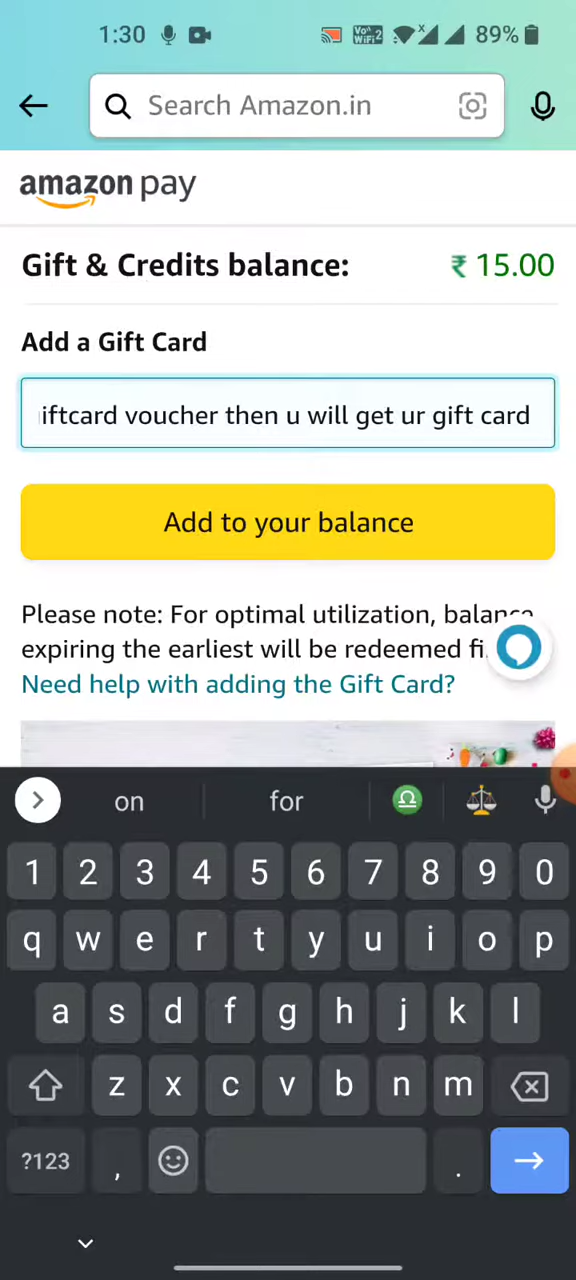 1:30 Vo WiFi2 x 89%
Search Amazon.in
amazon pay
Gift & Credits balance: ₹ 15.00
Add a Gift Card
iftcard voucher then u will get ur gift card
Add to your balance
Please note: For optimal utilization, balance
expiring the earliest will be redeemed fi
Need help with adding the Gift Card?
on for
1 2 3 4 5 6 7 8 9 0
q w e r t y u i o p
a s d f g h j k l
z x c v b n m
?123 , .